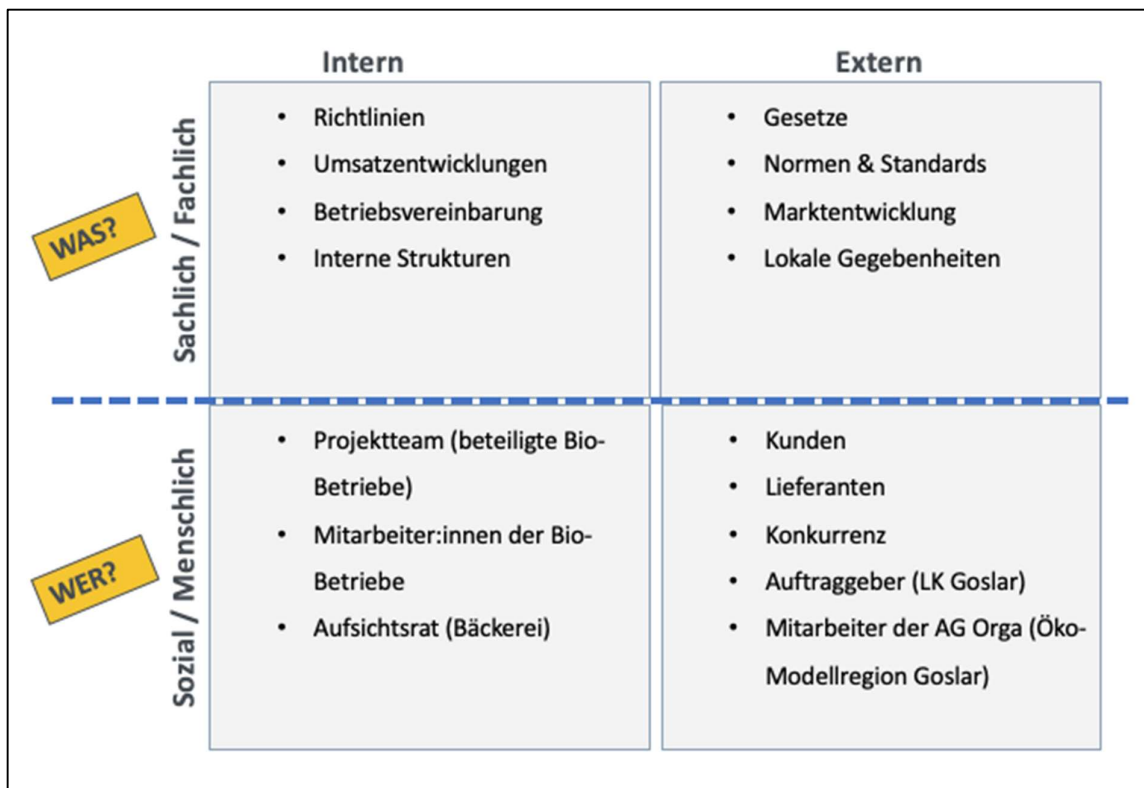 Intern
Extern
WAS?
Sachlich / Fachlich
• Richtlinien
• Umsatzentwicklungen
• Betriebsvereinbarung
• Interne Strukturen
• Gesetze
• Normen & Standards
• Marktentwicklung
• Lokale Gegebenheiten
WER?
Sozial / Menschlich
• Projektteam (beteiligte Bio-
Betriebe)
• Mitarbeiter:innen der Bio-
Betriebe
• Aufsichtsrat (Bäckerei)
• Kunden
• Lieferanten
• Konkurrenz
• Auftraggeber (LK Goslar)
• Mitarbeiter der AG Orga (Öko-
Modellregion Goslar)